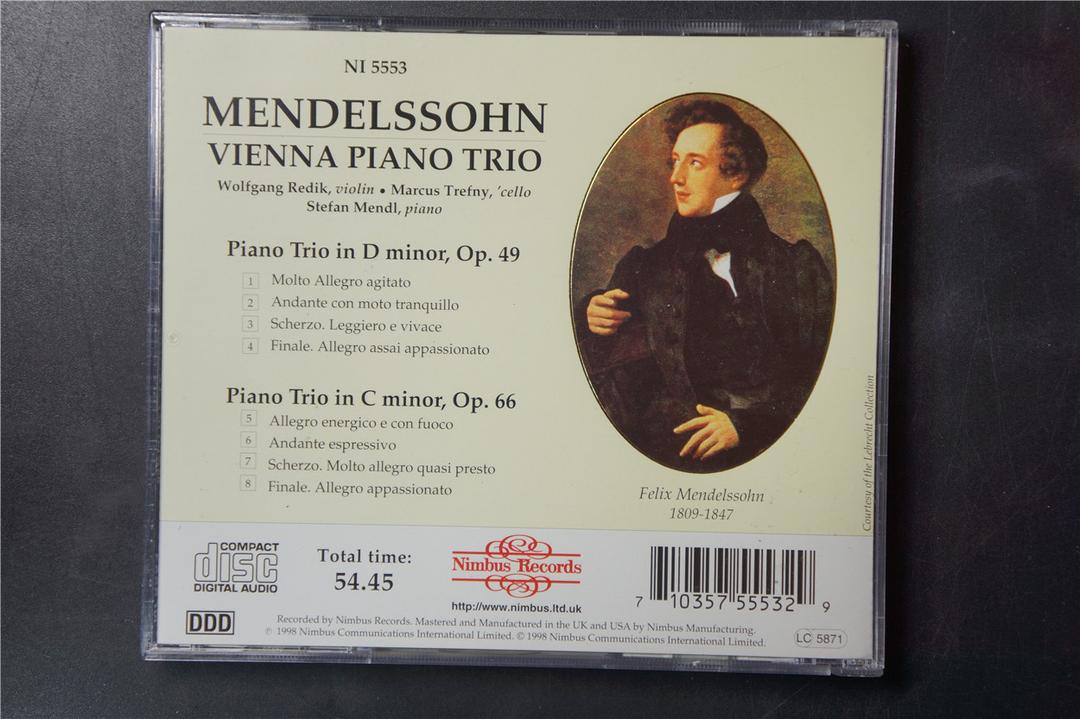 NI 5553
MENDELSSOHN
VIENNA PIANO TRIO
Wolfgang Redik, violin • Marcus Trefny, 'cello
Stefan Mendl, piano
Piano Trio in D minor, Op. 49
1 Molto Allegro agitato
2 Andante con moto tranquillo
3 Scherzo. Leggiero e vivace
4 Finale. Allegro assai appassionato
Piano Trio in C minor, Op. 66
5 Allegro energico e con fuoco
6 Andante espressivo
7 Scherzo. Molto allegro quasi presto
8 Finale. Allegro appassionato
Felix Mendelssohn
1809-1847
Courtesy of the Lebrecht Collection
COMPACT
disc
DIGITAL AUDIO
DDD
Total time:
54.45
Nimbus Records
http://www.nimbus.ltd.uk
7 10357 55532 9
Recorded by Nimbus Records. Mastered and Manufactured in the UK and USA by Nimbus Manufacturing.
℗ 1998 Nimbus Communications International Limited. © 1998 Nimbus Communications International Limited.
LC 5871